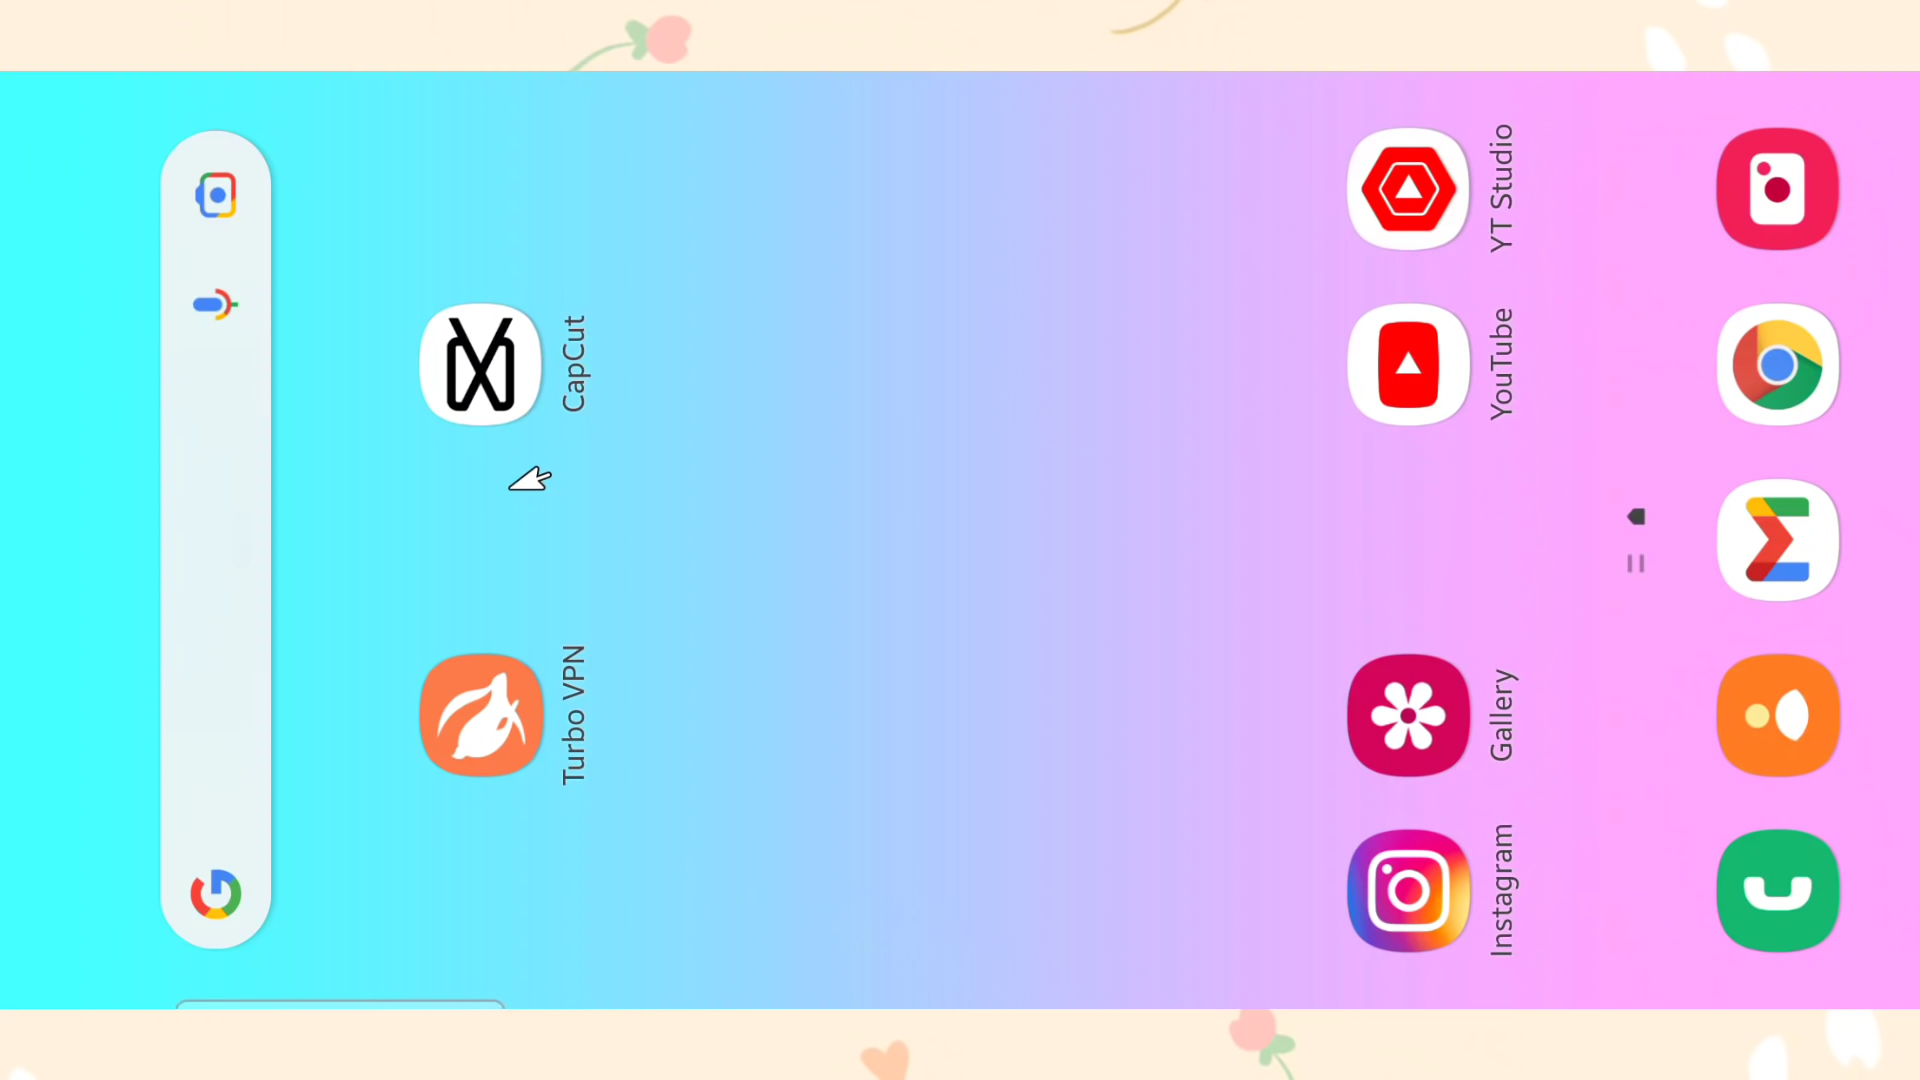 CapCut
Turbo VPN
YT Studio
YouTube
Gallery
Instagram